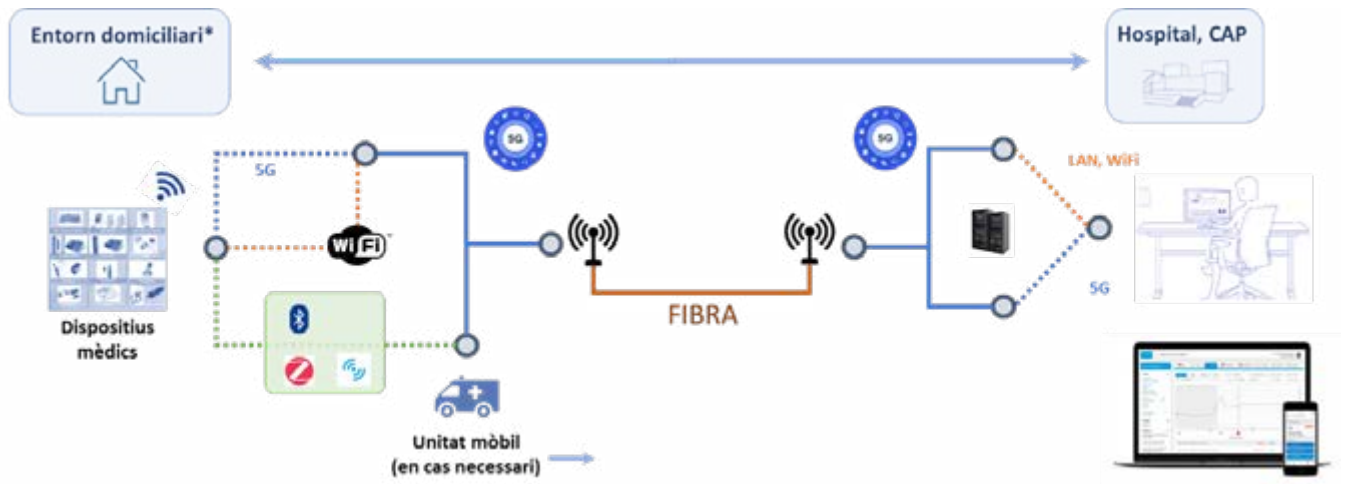 Entorn domiciliari*
Hospital, CAP
5G
5G
5G
LAN, WiFi
WiFi
Dispositius
mèdics
FIBRA
5G
Unitat mòbil
(en cas necessari)